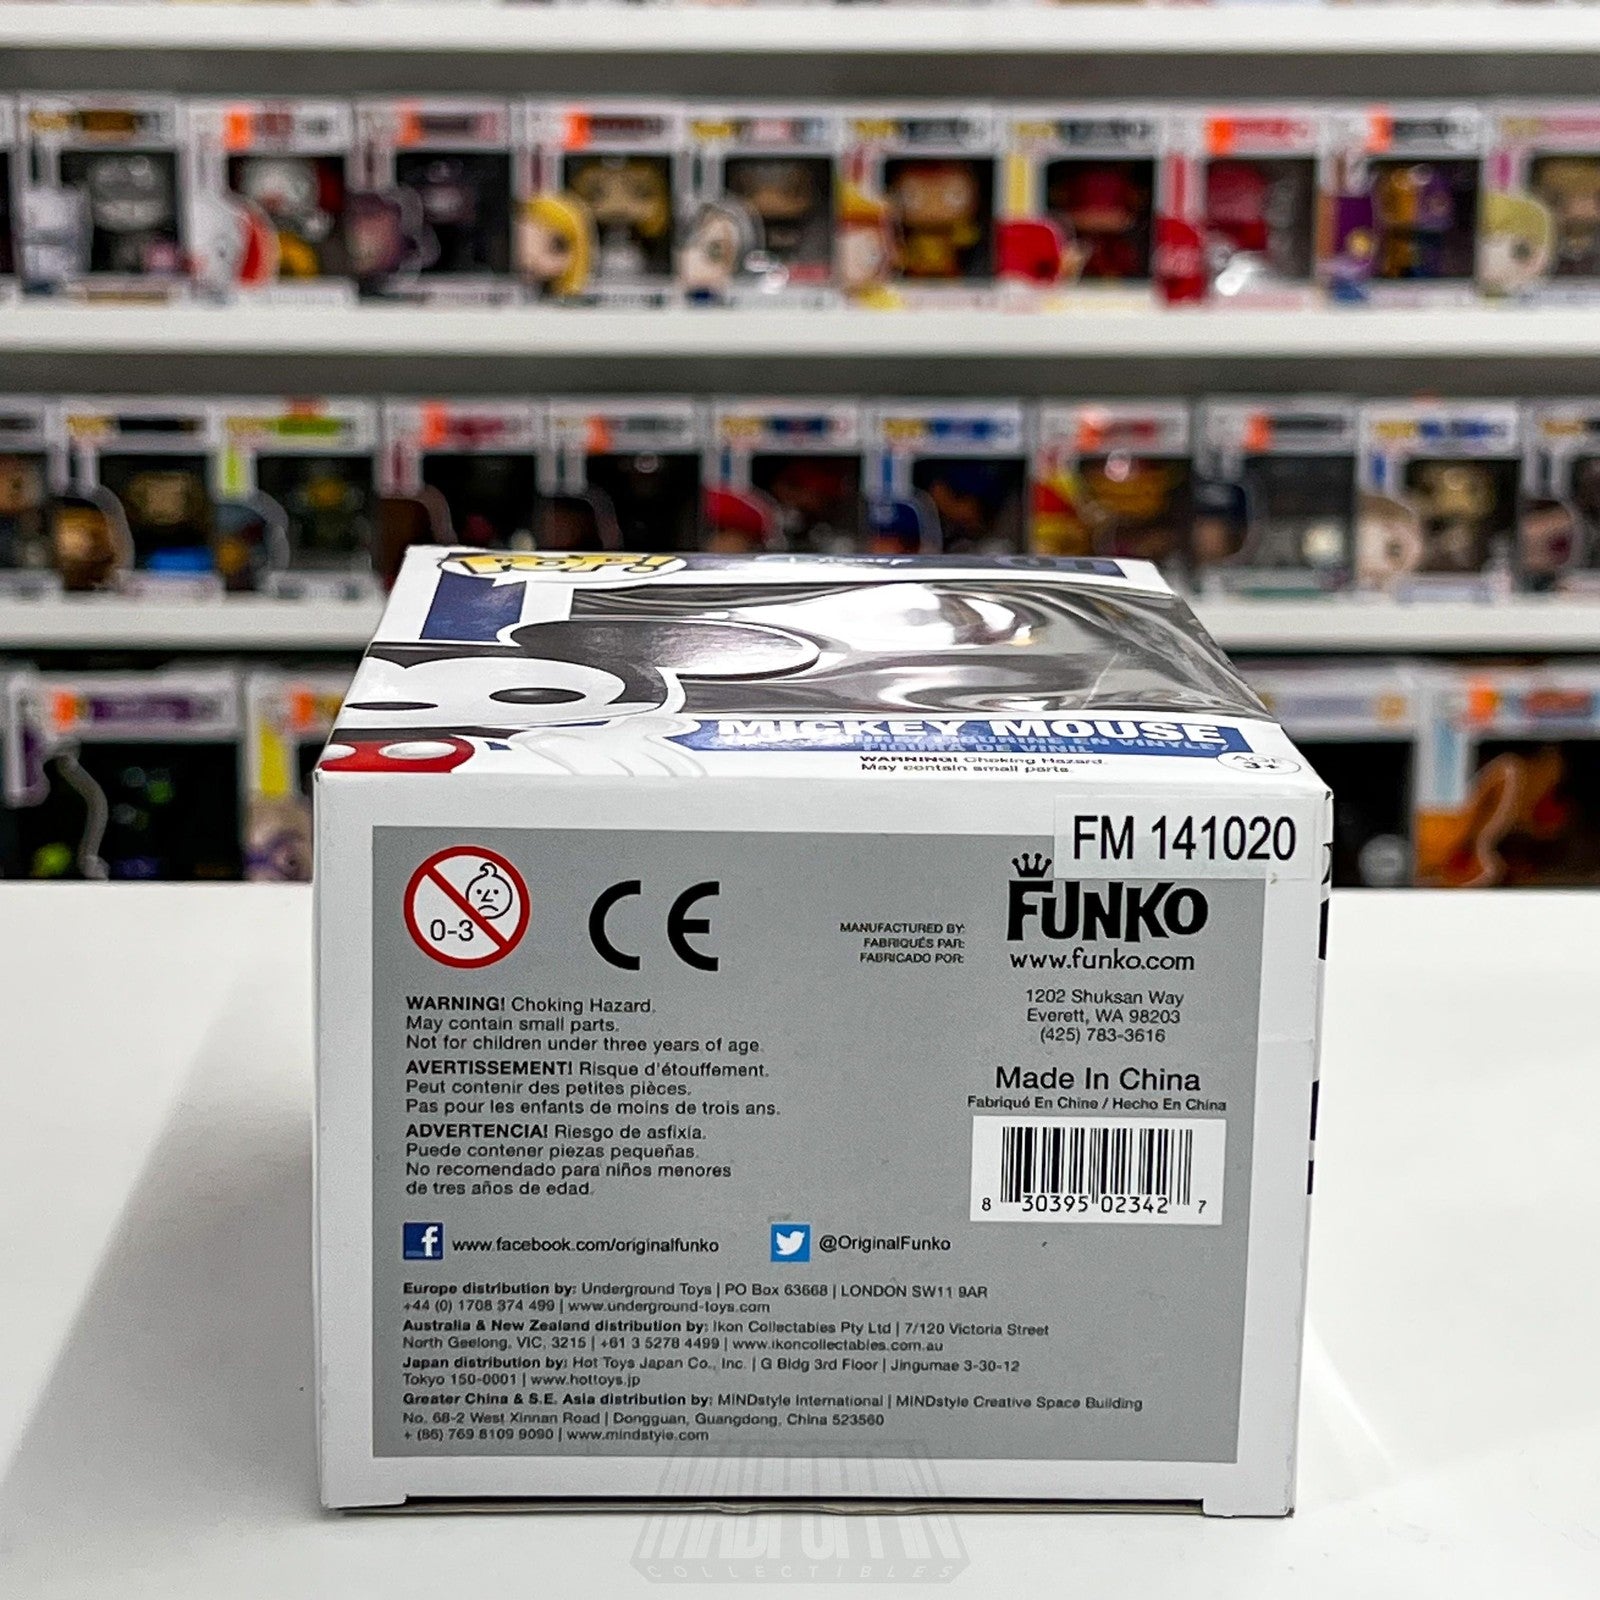 POP!
Disney
01
MICKEY MOUSE
FIGURINE EN VINYLE/
FIGURA DE VINIL
WARNING! Choking Hazard.
May contain small parts.
AGE
3+
FM 141020
0-3
CE
MANUFACTURED BY:
FABRIQUÉS PAR:
FABRICADO POR:
FUNKO
www.funko.com
1202 Shuksan Way
Everett, WA 98203
(425) 783-3616
Made In China
Fabriqué En Chine / Hecho En China
8 30395 02342 7
WARNING! Choking Hazard.
May contain small parts.
Not for children under three years of age.
AVERTISSEMENT! Risque d'étouffement.
Peut contenir des petites pièces.
Pas pour les enfants de moins de trois ans.
ADVERTENCIA! Riesgo de asfixia.
Puede contener piezas pequeñas.
No recomendado para niños menores
de tres años de edad.
www.facebook.com/originalfunko
@OriginalFunko
Europe distribution by: Underground Toys | PO Box 63668 | LONDON SW11 9AR
+44 (0) 1708 374 499 | www.underground-toys.com
Australia & New Zealand distribution by: Ikon Collectables Pty Ltd | 7/120 Victoria Street
North Geelong, VIC, 3215 | +61 3 5278 4499 | www.ikoncollectables.com.au
Japan distribution by: Hot Toys Japan Co., Inc. | G Bldg 3rd Floor | Jingumae 3-30-12
Tokyo 150-0001 | www.hottoys.jp
Greater China & S.E. Asia distribution by: MINDstyle International | MINDstyle Creative Space Building
No. 68-2 West Xinnan Road | Dongguan, Guangdong, China 523560
+ (86) 769 8109 9090 | www.mindstyle.com
COLLECTIBLES